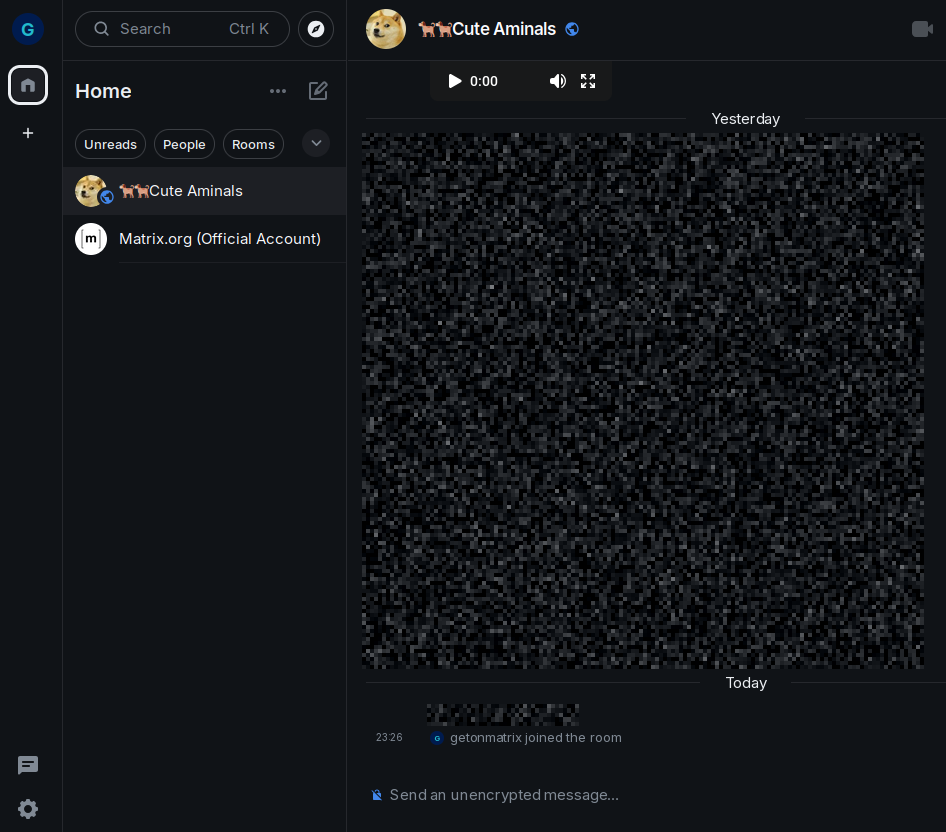 G
Search Ctrl K
🐕🐕Cute Aminals
Home
0:00
Yesterday
Unreads People Rooms
🐕🐕Cute Aminals
[m]
Matrix.org (Official Account)
Today
23:26 G getonmatrix joined the room
Send an unencrypted message...